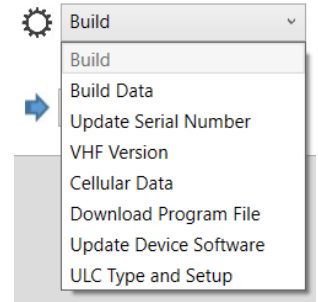 Build
Build
Build Data
Update Serial Number
VHF Version
Cellular Data
Download Program File
Update Device Software
ULC Type and Setup